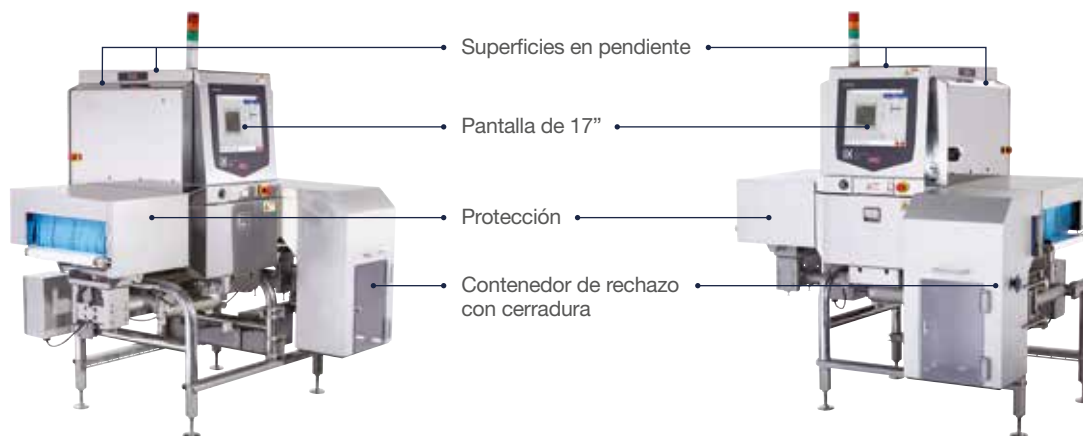 Superficies en pendiente
Pantalla de 17”
Protección
Contenedor de rechazo
con cerradura